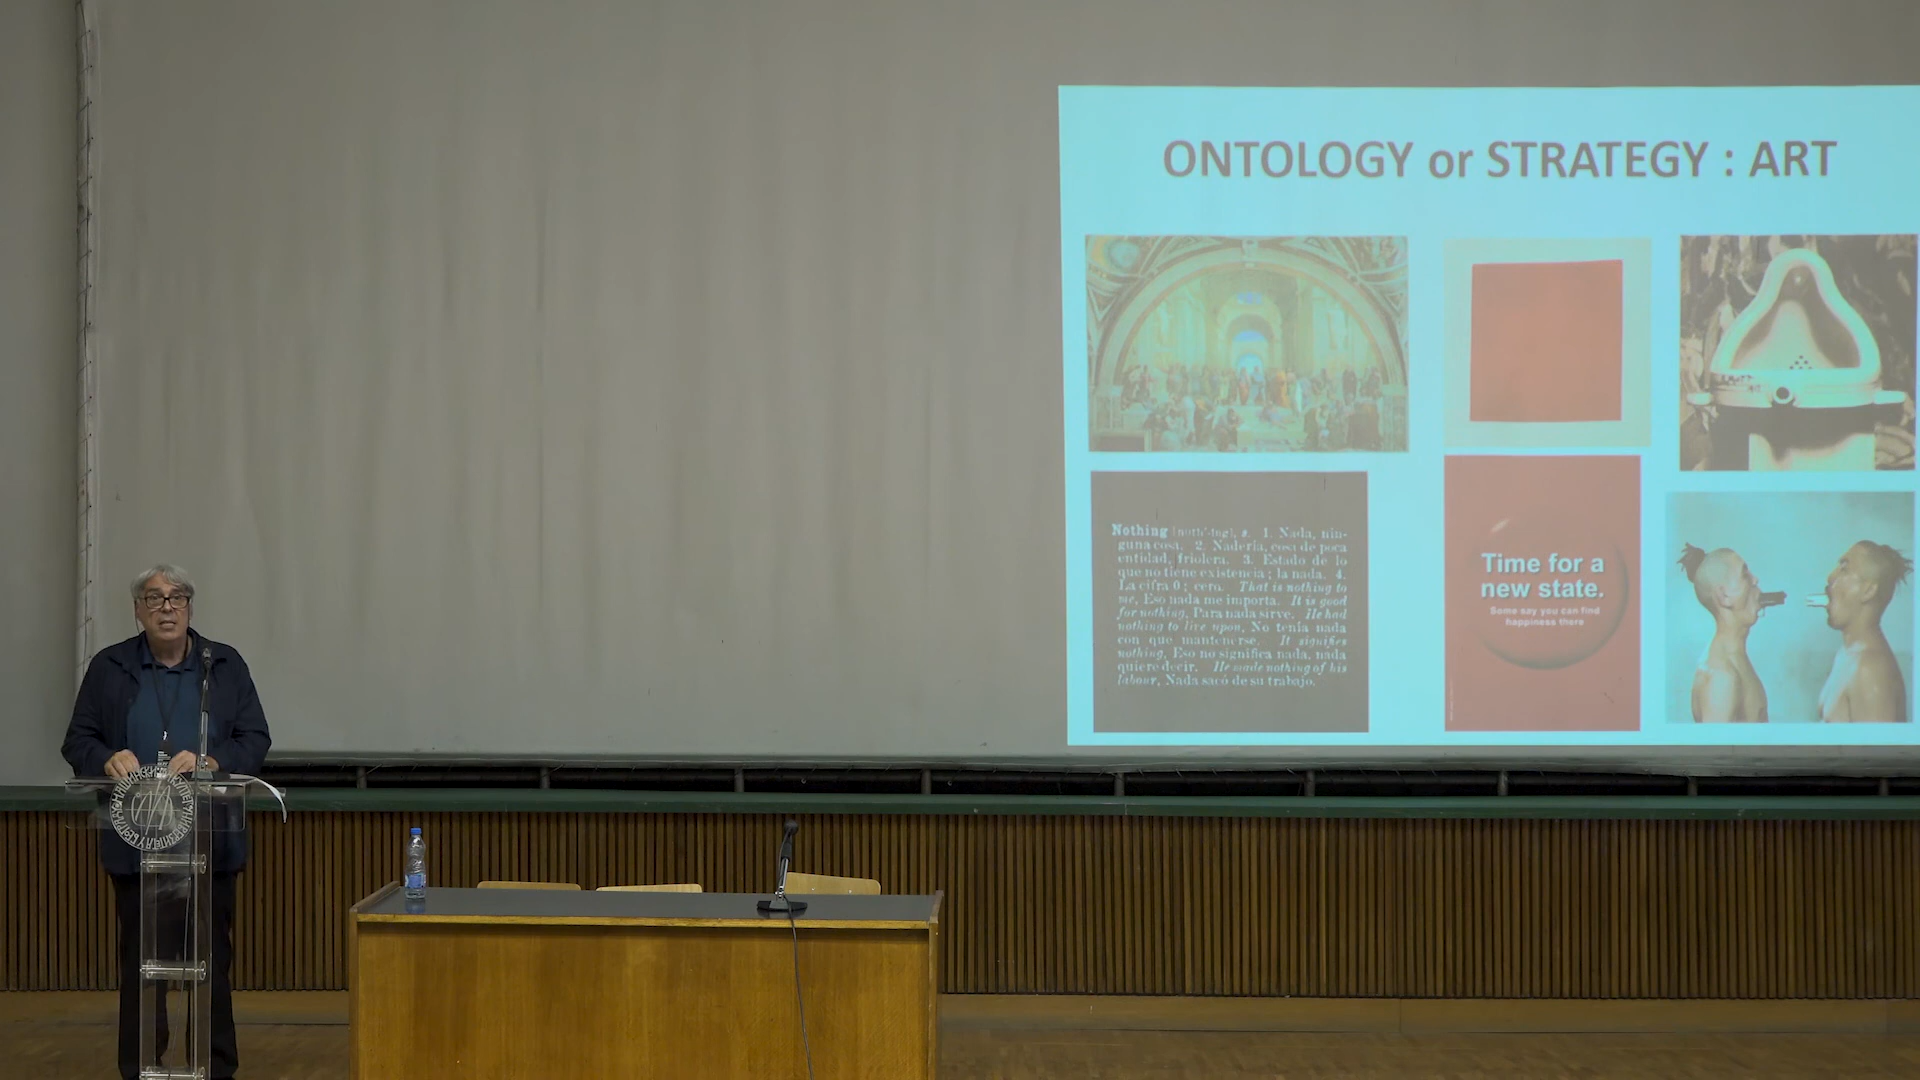 ONTOLOGY or STRATEGY : ART
Nothing [noth'-ing], s. 1. Nada, nin-
guna cosa. 2. Nadería, cosa de poca
entidad, friolera. 3. Estado de lo
que no tiene existencia; la nada. 4.
La cifra 0; cero. That is nothing to
me, Eso nada me importa. It is good
for nothing, Para nada sirve. He had
nothing to live upon, No tenía nada
con que mantenerse. It signifies
nothing, Eso no significa nada, nada
quiere decir. He made nothing of his
labour, Nada sacó de su trabajo.
Time for a
new state.
Some say you can find
happiness there